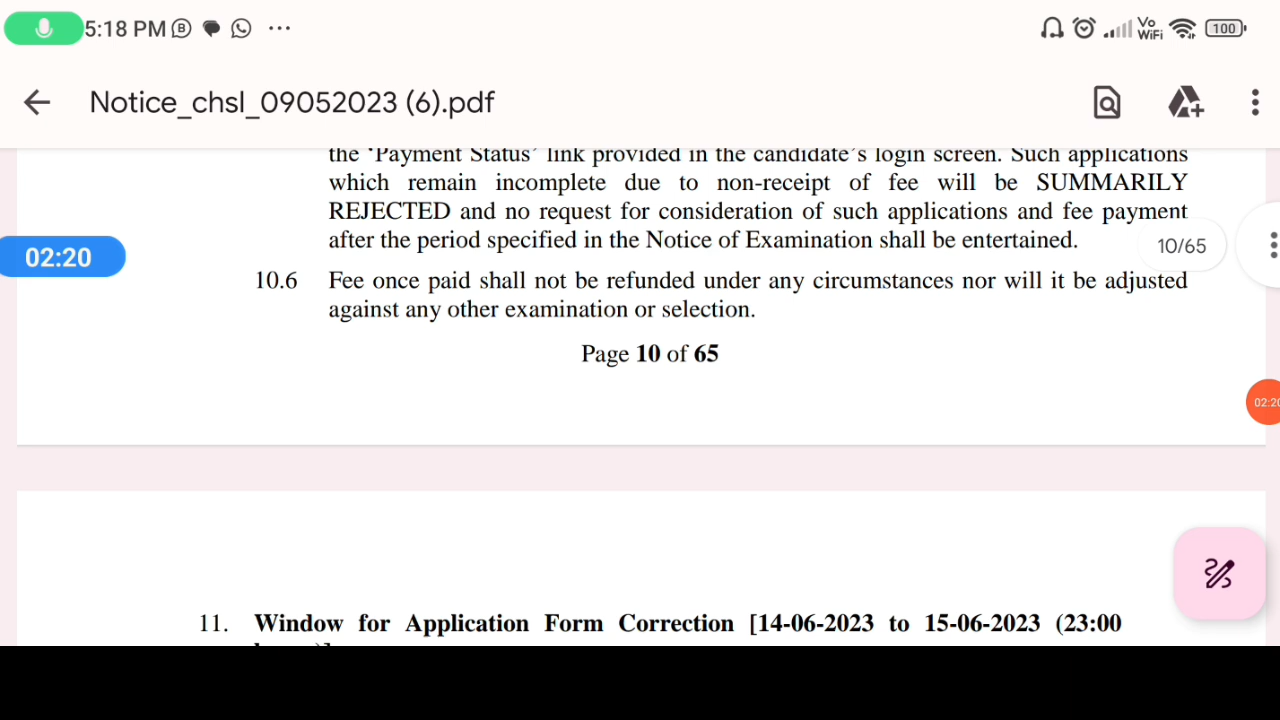 5:18 PM B ...
Vo WiFi 100
Notice_chsl_09052023 (6).pdf
the 'Payment Status' link provided in the candidate's login screen. Such applications
which remain incomplete due to non-receipt of fee will be SUMMARILY
REJECTED and no request for consideration of such applications and fee payment
after the period specified in the Notice of Examination shall be entertained.
10/65
02:20
10.6 Fee once paid shall not be refunded under any circumstances nor will it be adjusted
against any other examination or selection.
Page 10 of 65
02:20
11. Window for Application Form Correction [14-06-2023 to 15-06-2023 (23:00